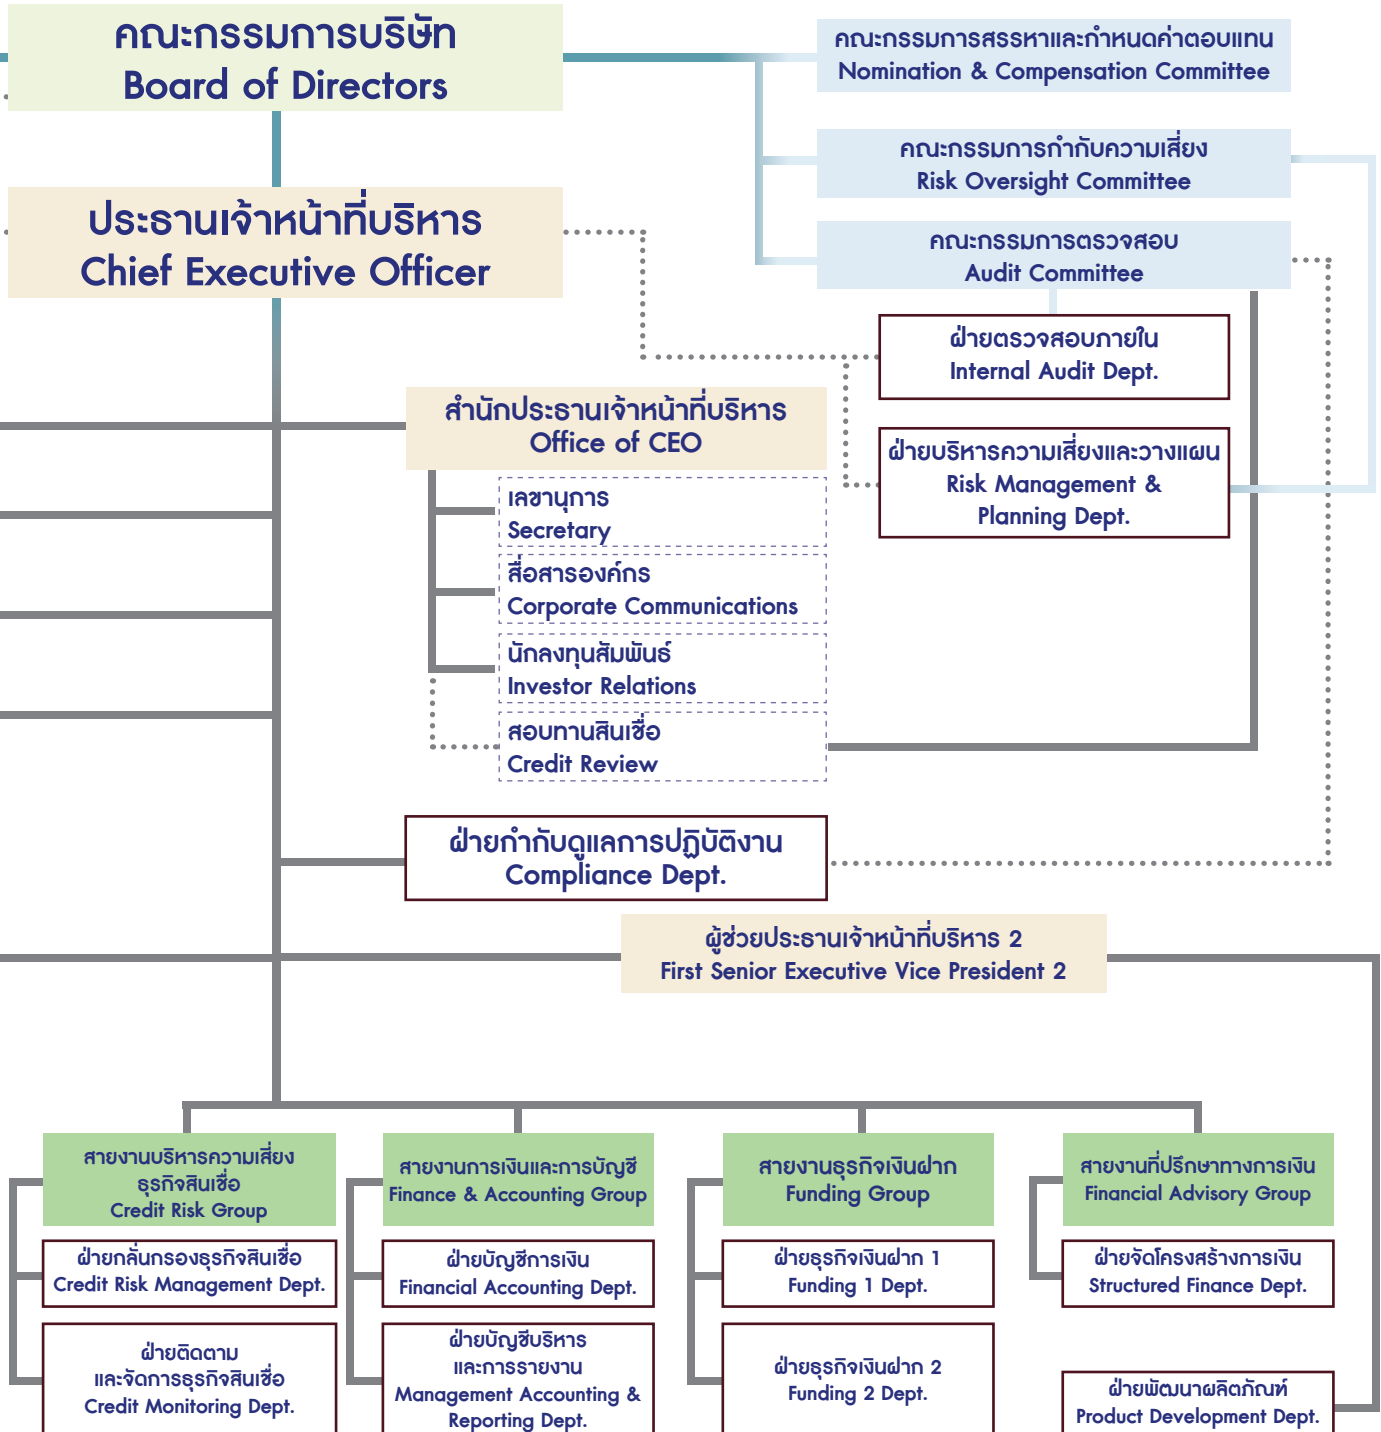 คณะกรรมการบริษัท
Board of Directors
คณะกรรมการสรรหาและกำหนดค่าตอบแทน
Nomination & Compensation Committee
คณะกรรมการกำกับความเสี่ยง
Risk Oversight Committee
ประธานเจ้าหน้าที่บริหาร
Chief Executive Officer
คณะกรรมการตรวจสอบ
Audit Committee
ฝ่ายตรวจสอบภายใน
Internal Audit Dept.
สำนักประธานเจ้าหน้าที่บริหาร
Office of CEO
ฝ่ายบริหารความเสี่ยงและวางแผน
Risk Management &
Planning Dept.
เลขานุการ
Secretary
สื่อสารองค์กร
Corporate Communications
นักลงทุนสัมพันธ์
Investor Relations
สอบทานสินเชื่อ
Credit Review
ฝ่ายกำกับดูแลการปฏิบัติงาน
Compliance Dept.
ผู้ช่วยประธานเจ้าหน้าที่บริหาร 2
First Senior Executive Vice President 2
สายงานบริหารความเสี่ยง
ธุรกิจสินเชื่อ
Credit Risk Group
สายงานการเงินและการบัญชี
Finance & Accounting Group
สายงานธุรกิจเงินฝาก
Funding Group
สายงานที่ปรึกษาทางการเงิน
Financial Advisory Group
ฝ่ายกลั่นกรองธุรกิจสินเชื่อ
Credit Risk Management Dept.
ฝ่ายบัญชีการเงิน
Financial Accounting Dept.
ฝ่ายธุรกิจเงินฝาก 1
Funding 1 Dept.
ฝ่ายจัดโครงสร้างการเงิน
Structured Finance Dept.
ฝ่ายติดตาม
และจัดการธุรกิจสินเชื่อ
Credit Monitoring Dept.
ฝ่ายบัญชีบริหาร
และการรายงาน
Management Accounting &
Reporting Dept.
ฝ่ายธุรกิจเงินฝาก 2
Funding 2 Dept.
ฝ่ายพัฒนาผลิตภัณฑ์
Product Development Dept.